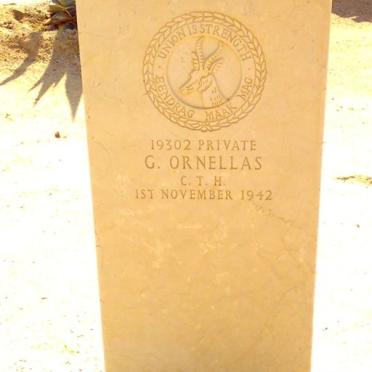 UNION IS STRENGTH
EENDRAG MAAK MAG
19302 PRIVATE
G. ORNELLAS
C. T. H.
1ST NOVEMBER 1942